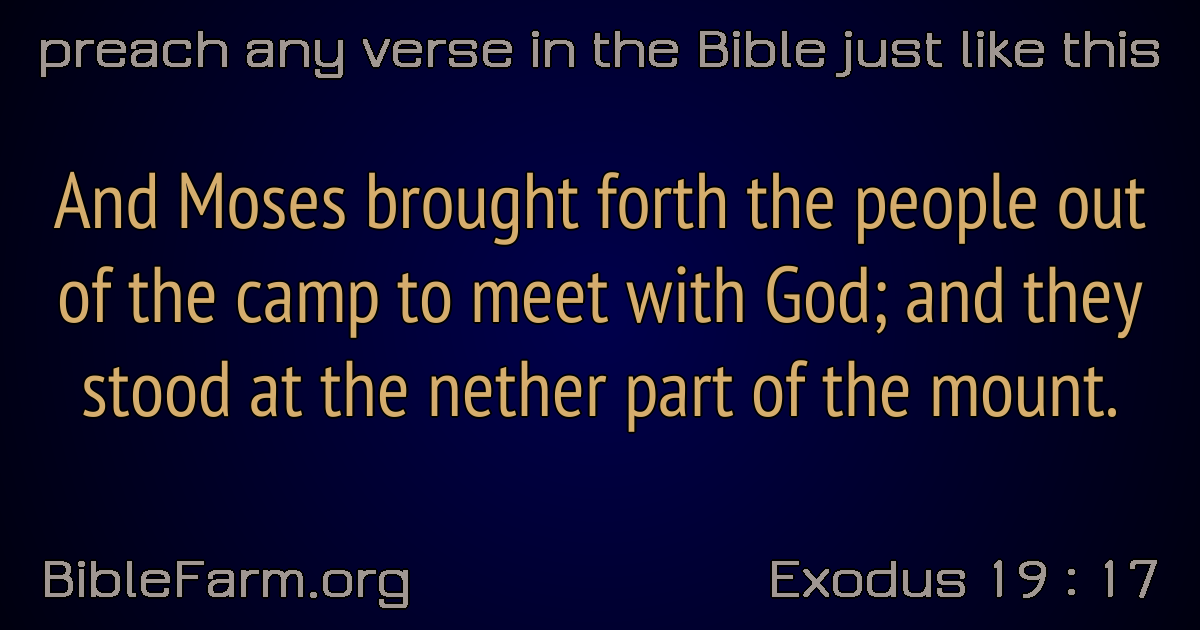 preach any verse in the Bible just like this
And Moses brought forth the people out
of the camp to meet with God; and they
stood at the nether part of the mount.
BibleFarm.org
Exodus 19 : 17